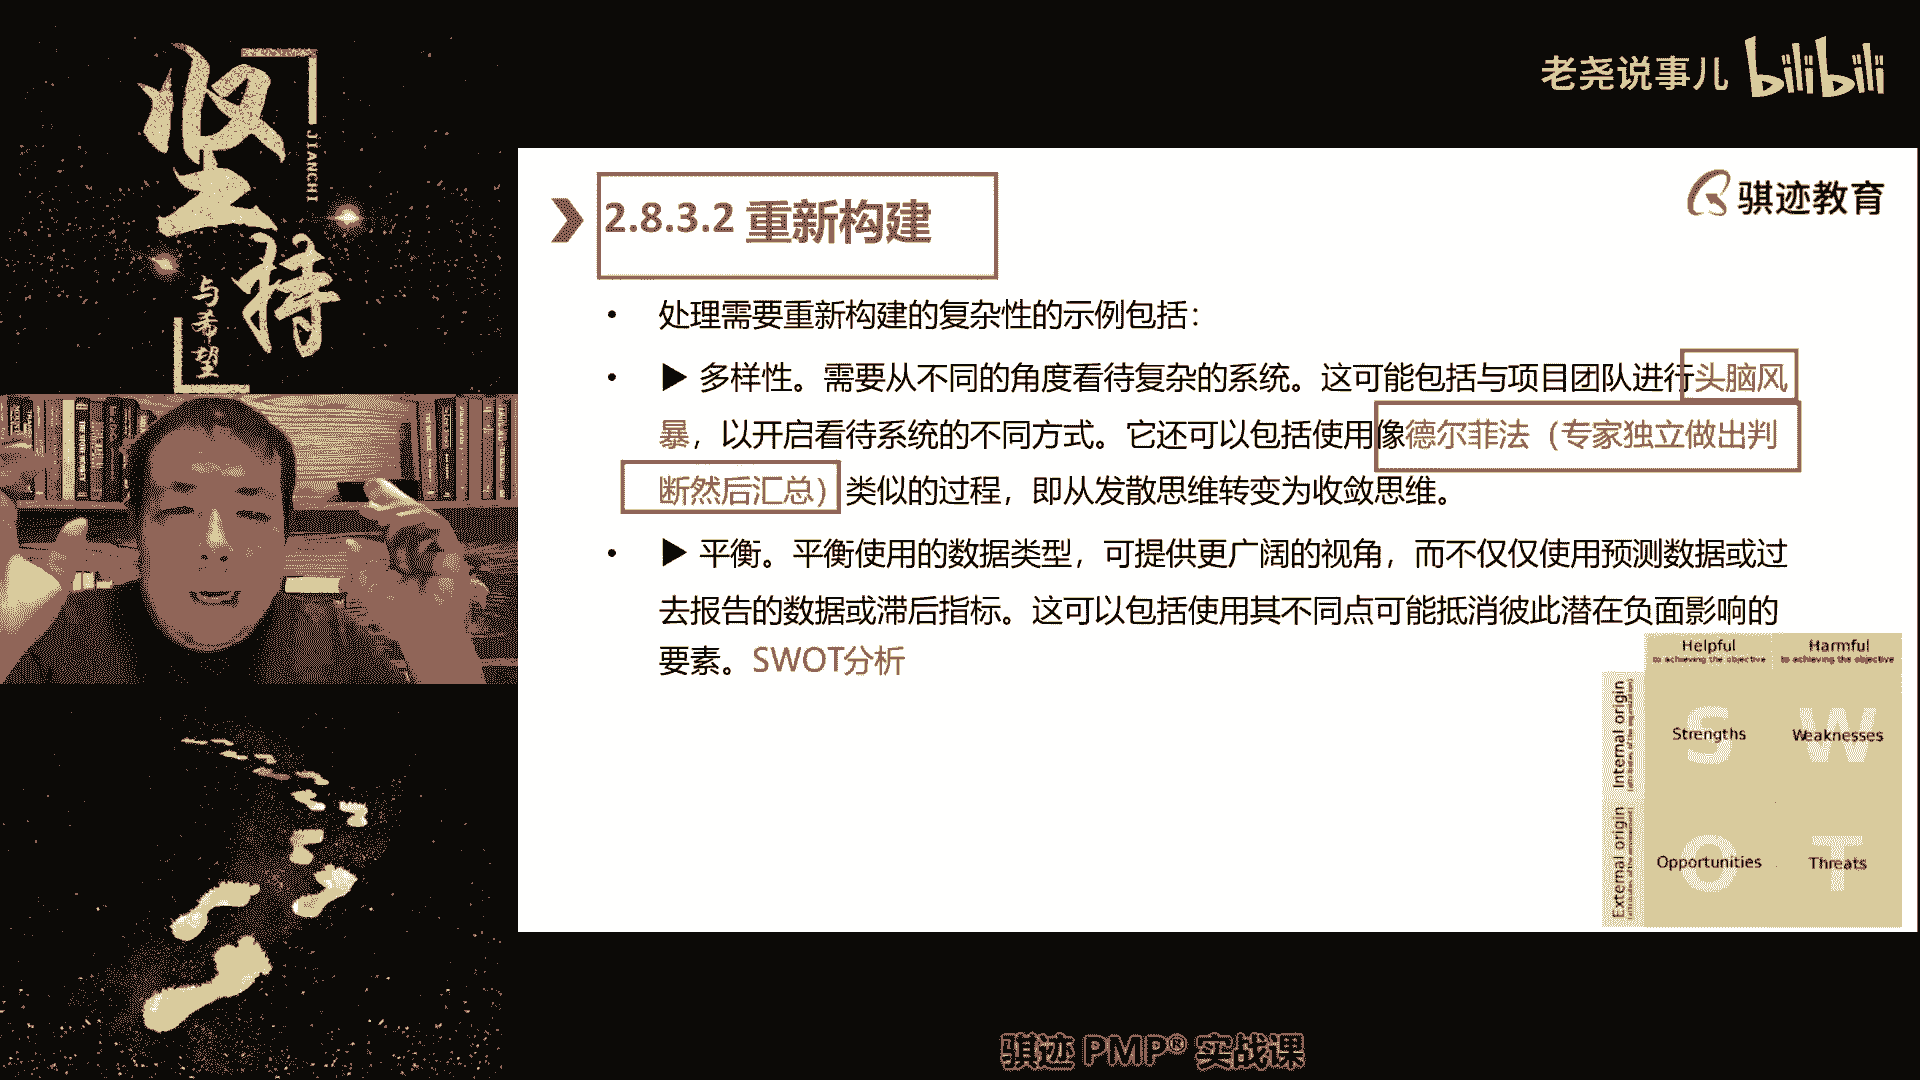 坚持
JIANCHI
与希望
老尧说事儿 bilibili
骐迹教育
2.8.3.2 重新构建
• 处理需要重新构建的复杂性的示例包括：
• ▶ 多样性。需要从不同的角度看待复杂的系统。这可能包括与项目团队进行头脑风
暴，以开启看待系统的不同方式。它还可以包括使用像德尔菲法（专家独立做出判
断然后汇总）类似的过程，即从发散思维转变为收敛思维。
• ▶ 平衡。平衡使用的数据类型，可提供更广阔的视角，而不仅仅使用预测数据或过
去报告的数据或滞后指标。这可以包括使用其不同点可能抵消彼此潜在负面影响的
要素。SWOT分析
Helpful
to achieving the objective
Harmful
to achieving the objective
Internal origin
S
Strengths
W
Weaknesses
External origin
O
Opportunities
T
Threats
骐迹 PMP® 实战课